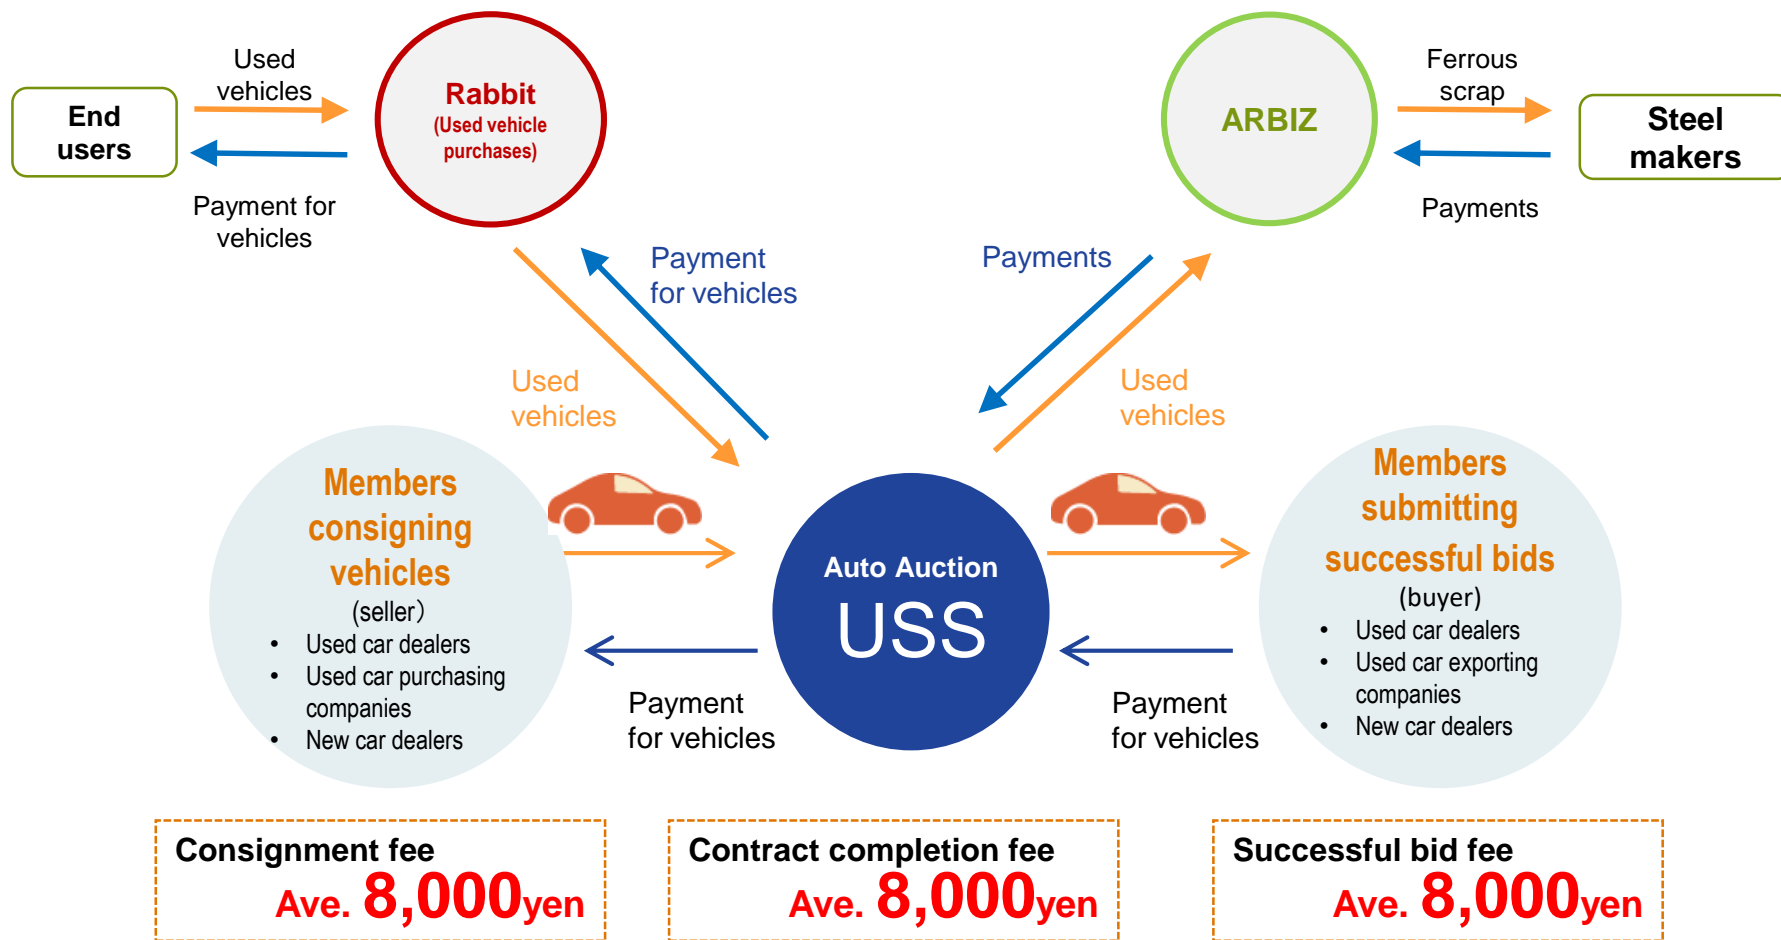 End
users
Used
vehicles
Payment for
vehicles
Rabbit
(Used vehicle
purchases)
ARBIZ
Ferrous
scrap
Payments
Steel
makers
Payment
for vehicles
Used
vehicles
Payments
Used
vehicles
Members
consigning
vehicles
(seller）
• Used car dealers
• Used car purchasing
companies
• New car dealers
Payment
for vehicles
Auto Auction
USS
Payment
for vehicles
Members
submitting
successful bids
(buyer)
• Used car dealers
• Used car exporting
companies
• New car dealers
Consignment fee
Ave. 8,000yen
Contract completion fee
Ave. 8,000yen
Successful bid fee
Ave. 8,000yen